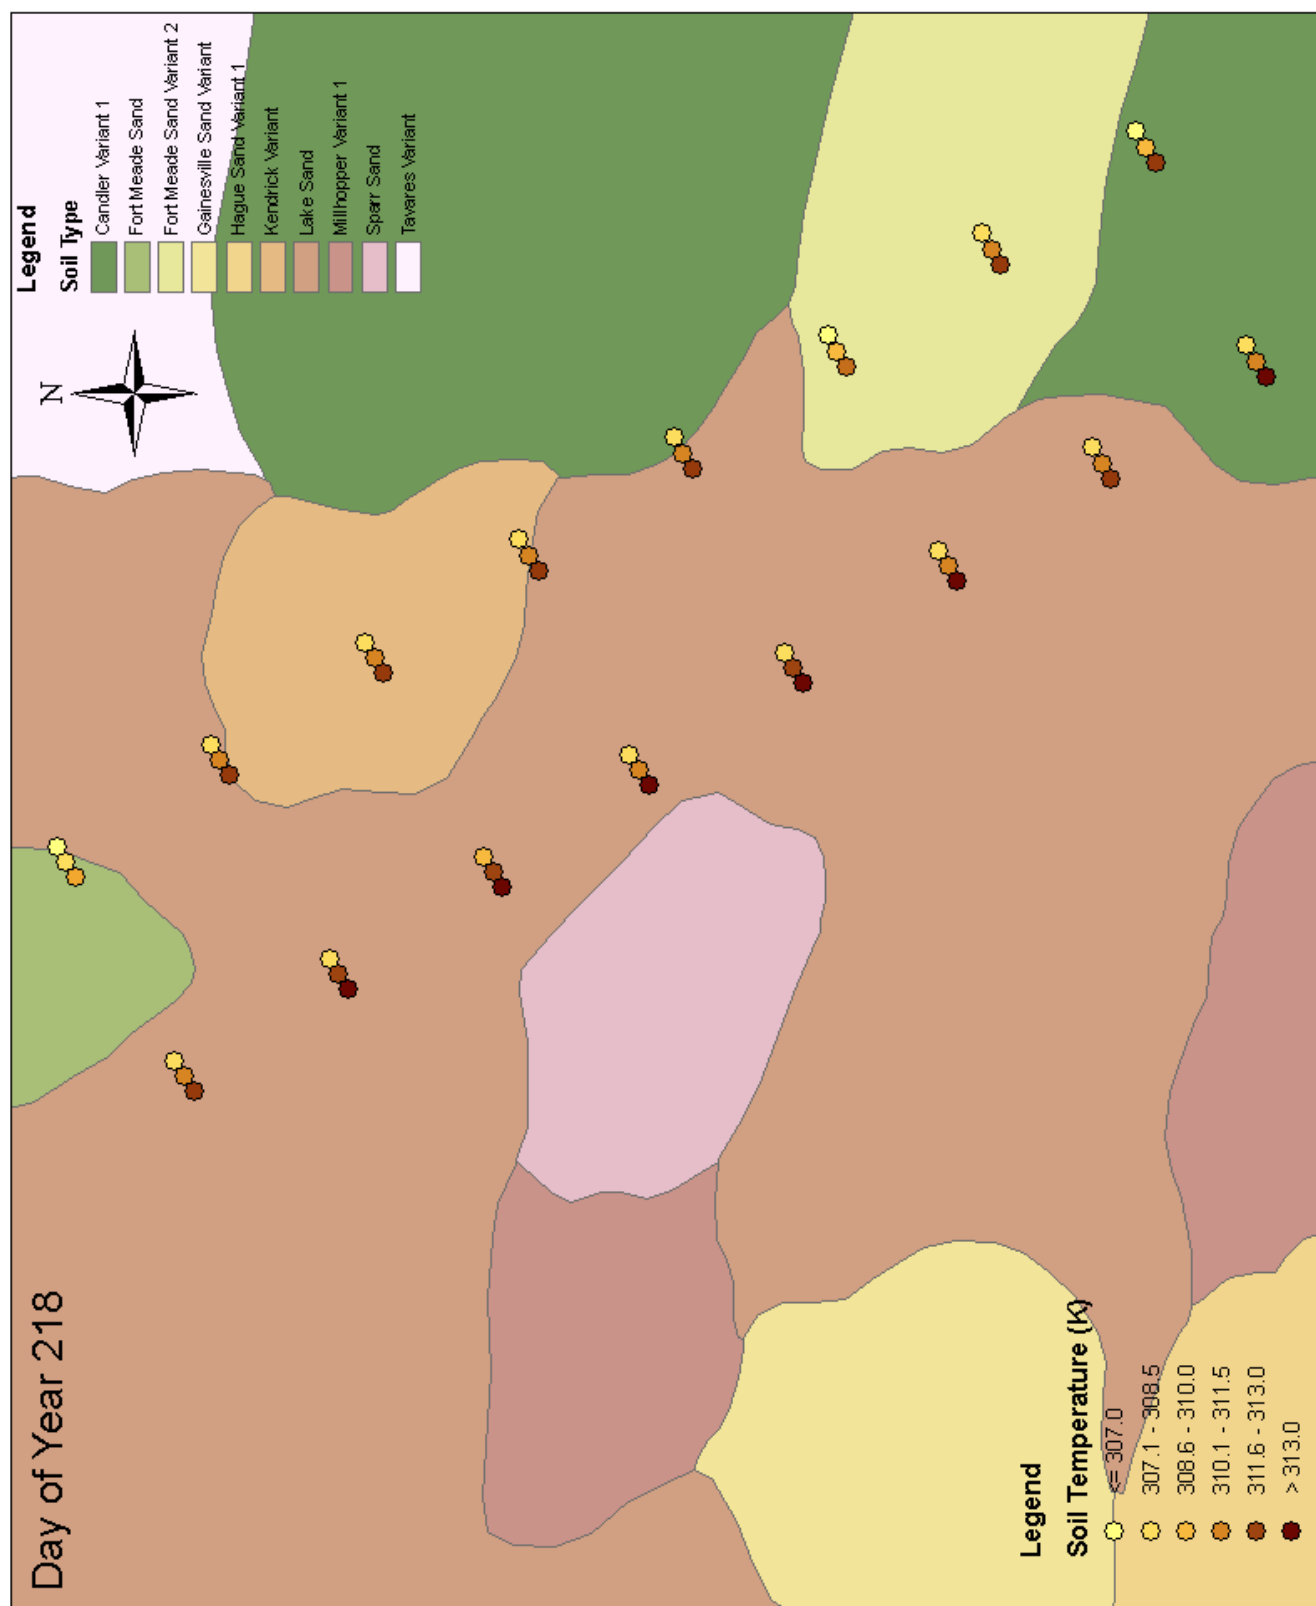 Day of Year 218
N
Legend
Soil Type
Candler Variant 1
Fort Meade Sand
Fort Meade Sand Variant 2
Gainesville Sand Variant
Hague Sand Variant 1
Kendrick Variant
Lake Sand
Millhopper Variant 1
Sparr Sand
Tavares Variant
Legend
Soil Temperature (K)
<= 307.0
307.1 - 308.5
308.6 - 310.0
310.1 - 311.5
311.6 - 313.0
> 313.0